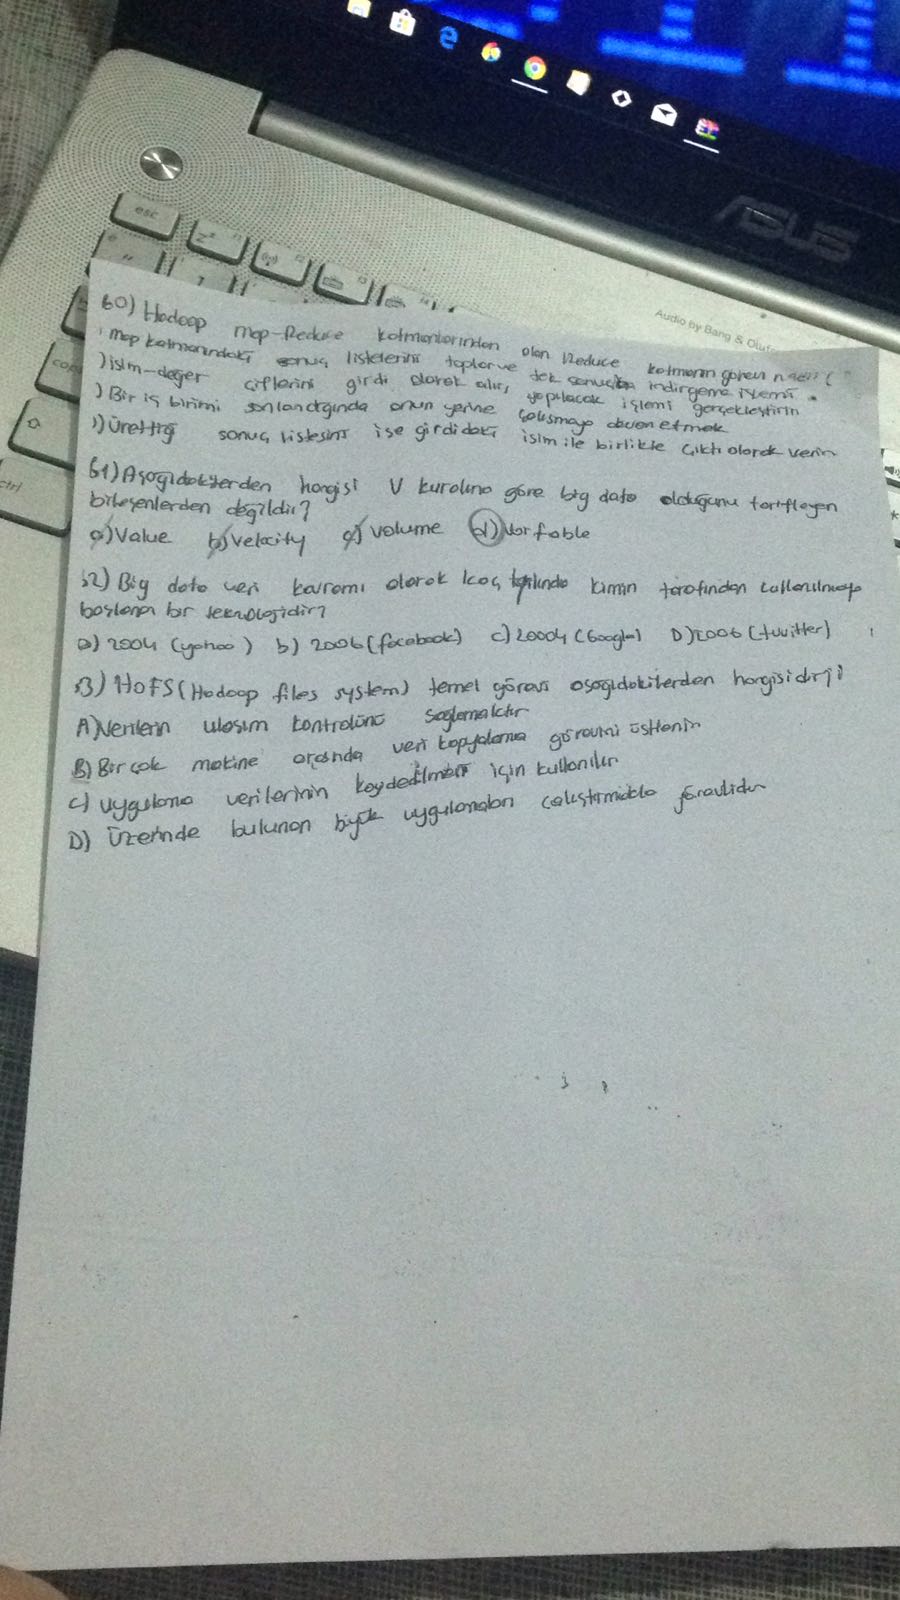 ASUS
esc
Audio by Bang & Olufs
ctrl
60) Hadoop Map-Reduce katmanlarından olan Reduce katmanın görevi nedir?
) Map katmanındaki sonuç listelerini toplar ve tek sonuca indirgeme işlemi
) isim-değer çiflerini girdi olarak alır, yapılacak işlemi gerçekleştirir
) Bir iş birimi sonlandığında onun yerine çalışmaya devam etmek
) Ürettiği sonuç listesini ise girdideki isim ile birlikte çıktı olarak verir
61) Aşağıdakilerden hangisi V kuralına göre big data olduğunu tarifleyen
bileşenlerden değildir?
a) Value b) velocity c) volume d) Vorfable
62) Big data veri kavramı olarak kaç kimin tarafından kullanılmaya
başlanan bir teknolojidir?
a) 2004 (yahoo) b) 2006 (facebook) c) 20004 (Google) D) 2006 (twitter)
63) HDFS (Hadoop files system) temel görevi aşağıdakilerden hangisidir?
A) Verilerin ulaşım kontrolünü sağlamaktır
B) Bir çok makine arasında veri kopyalama görevini üstlenir
C) Uygulama verilerinin kaydedilmesi için kullanılır
D) Üzerinde bulunan büyük uygulamaları çalıştırmakla görevlidir